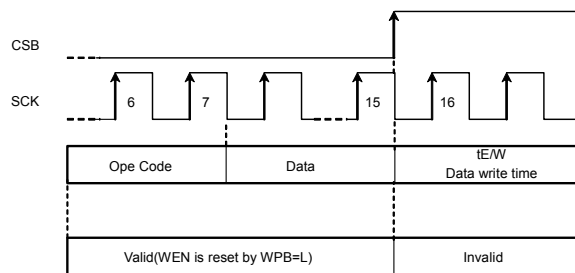 CSB
SCK
6
7
15
16
Ope Code
Data
tE/W
Data write time
Valid(WEN is reset by WPB=L)
Invalid